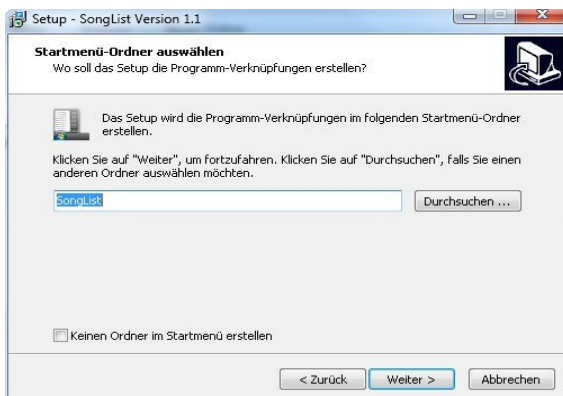 Setup - SongList Version 1.1
Startmenü-Ordner auswählen
Wo soll das Setup die Programm-Verknüpfungen erstellen?
Das Setup wird die Programm-Verknüpfungen im folgenden Startmenü-Ordner
erstellen.
Klicken Sie auf "Weiter", um fortzufahren. Klicken Sie auf "Durchsuchen", falls Sie einen
anderen Ordner auswählen möchten.
SongList
Durchsuchen ...
Keinen Ordner im Startmenü erstellen
< Zurück
Weiter >
Abbrechen